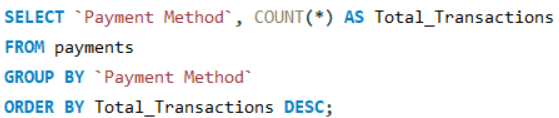 SELECT `Payment Method`, COUNT(*) AS Total_Transactions
FROM payments
GROUP BY `Payment Method`
ORDER BY Total_Transactions DESC;